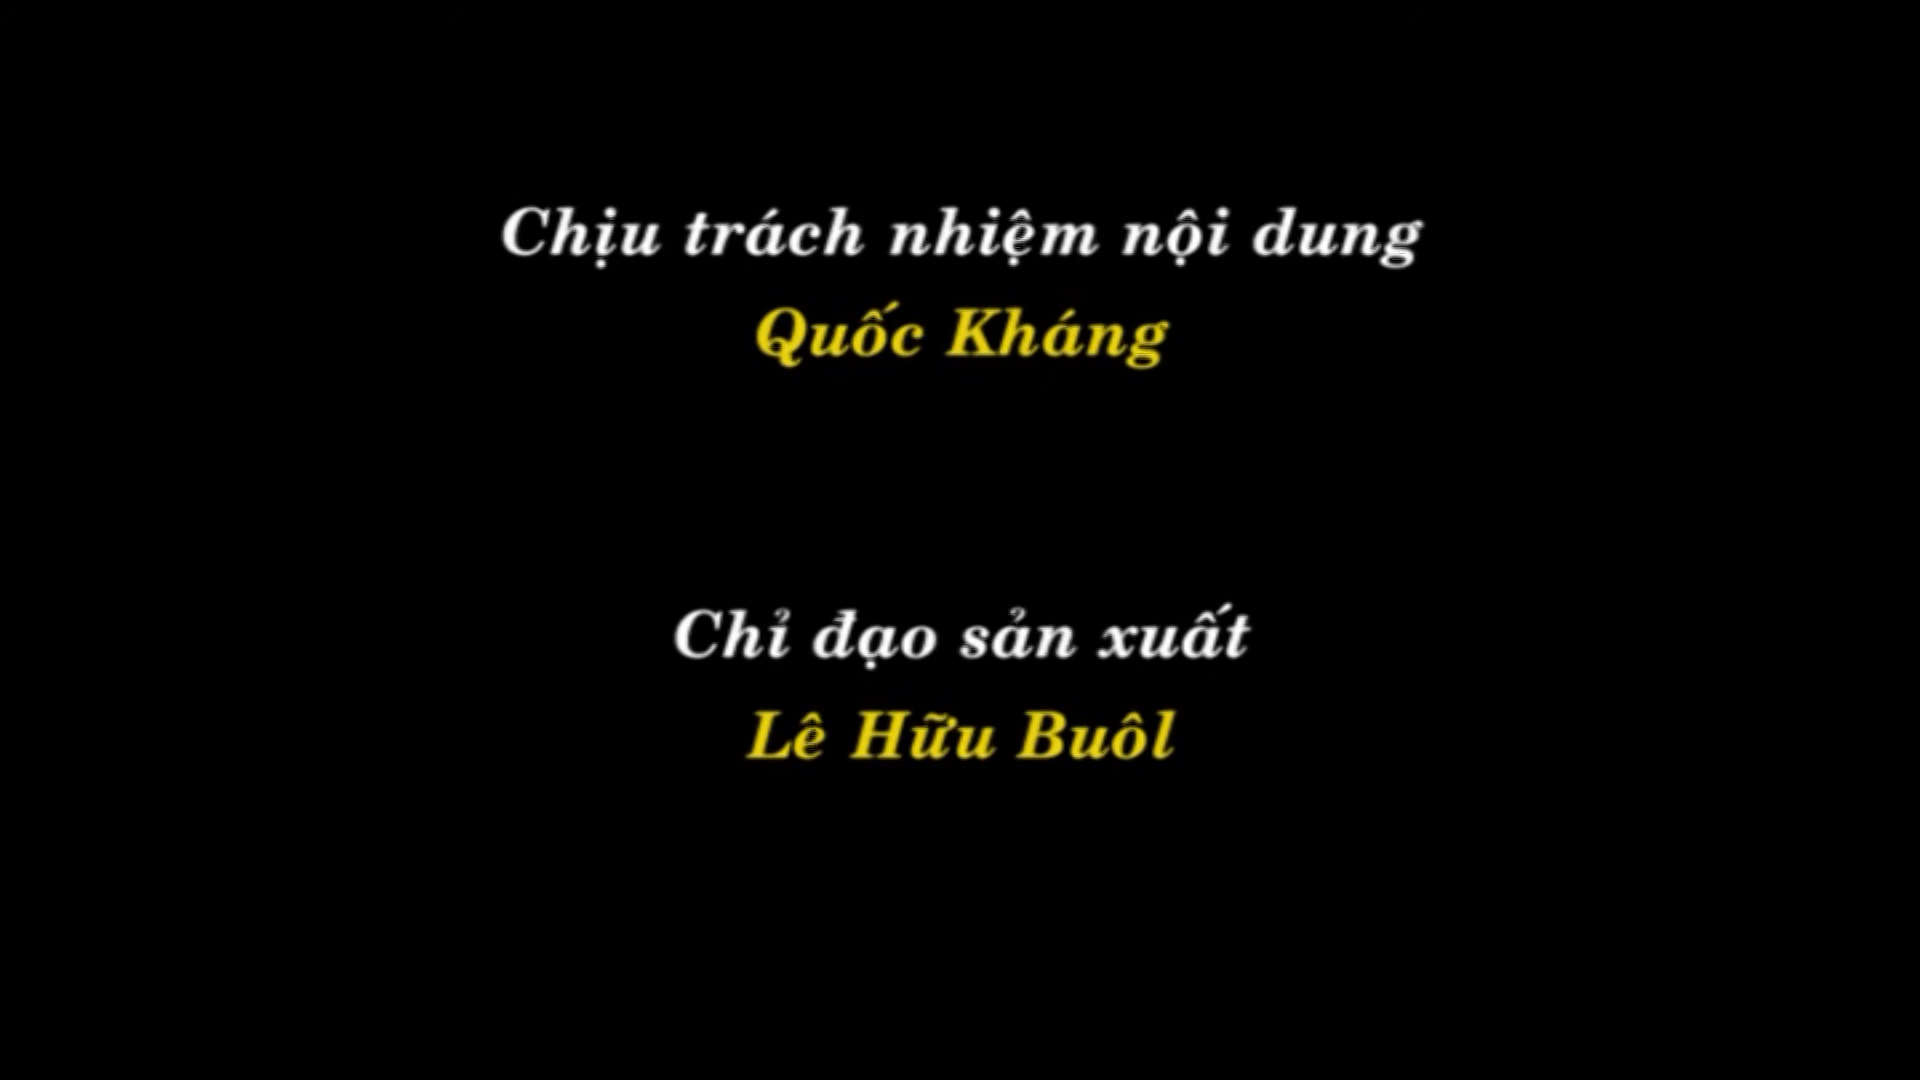 Chịu trách nhiệm nội dung
Quốc Kháng
Chỉ đạo sản xuất
Lê Hữu Buôl